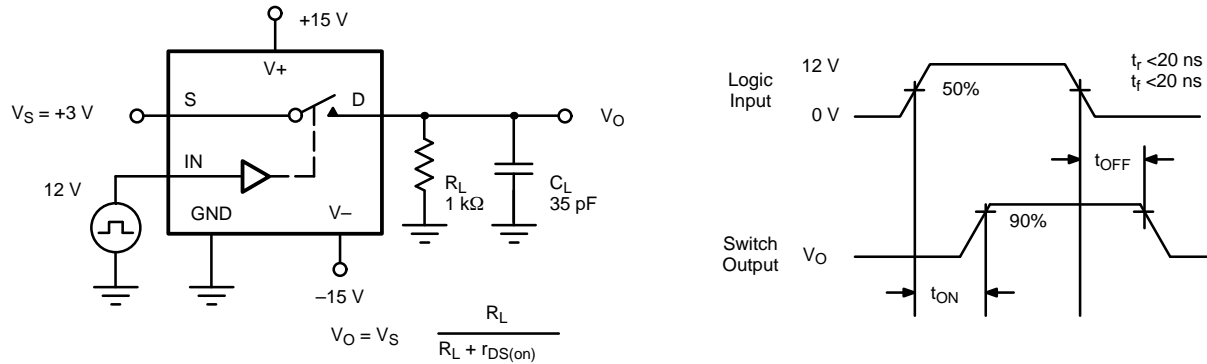 +15 V
V+
S
D
V_S = +3 V
V_O
IN
12 V
GND
V–
R_L
1 kΩ
C_L
35 pF
–15 V
V_O = V_S R_L
R_L + r_DS(on)
Logic
Input
12 V
0 V
50%
t_r <20 ns
t_f <20 ns
t_OFF
90%
Switch
Output
V_O
t_ON